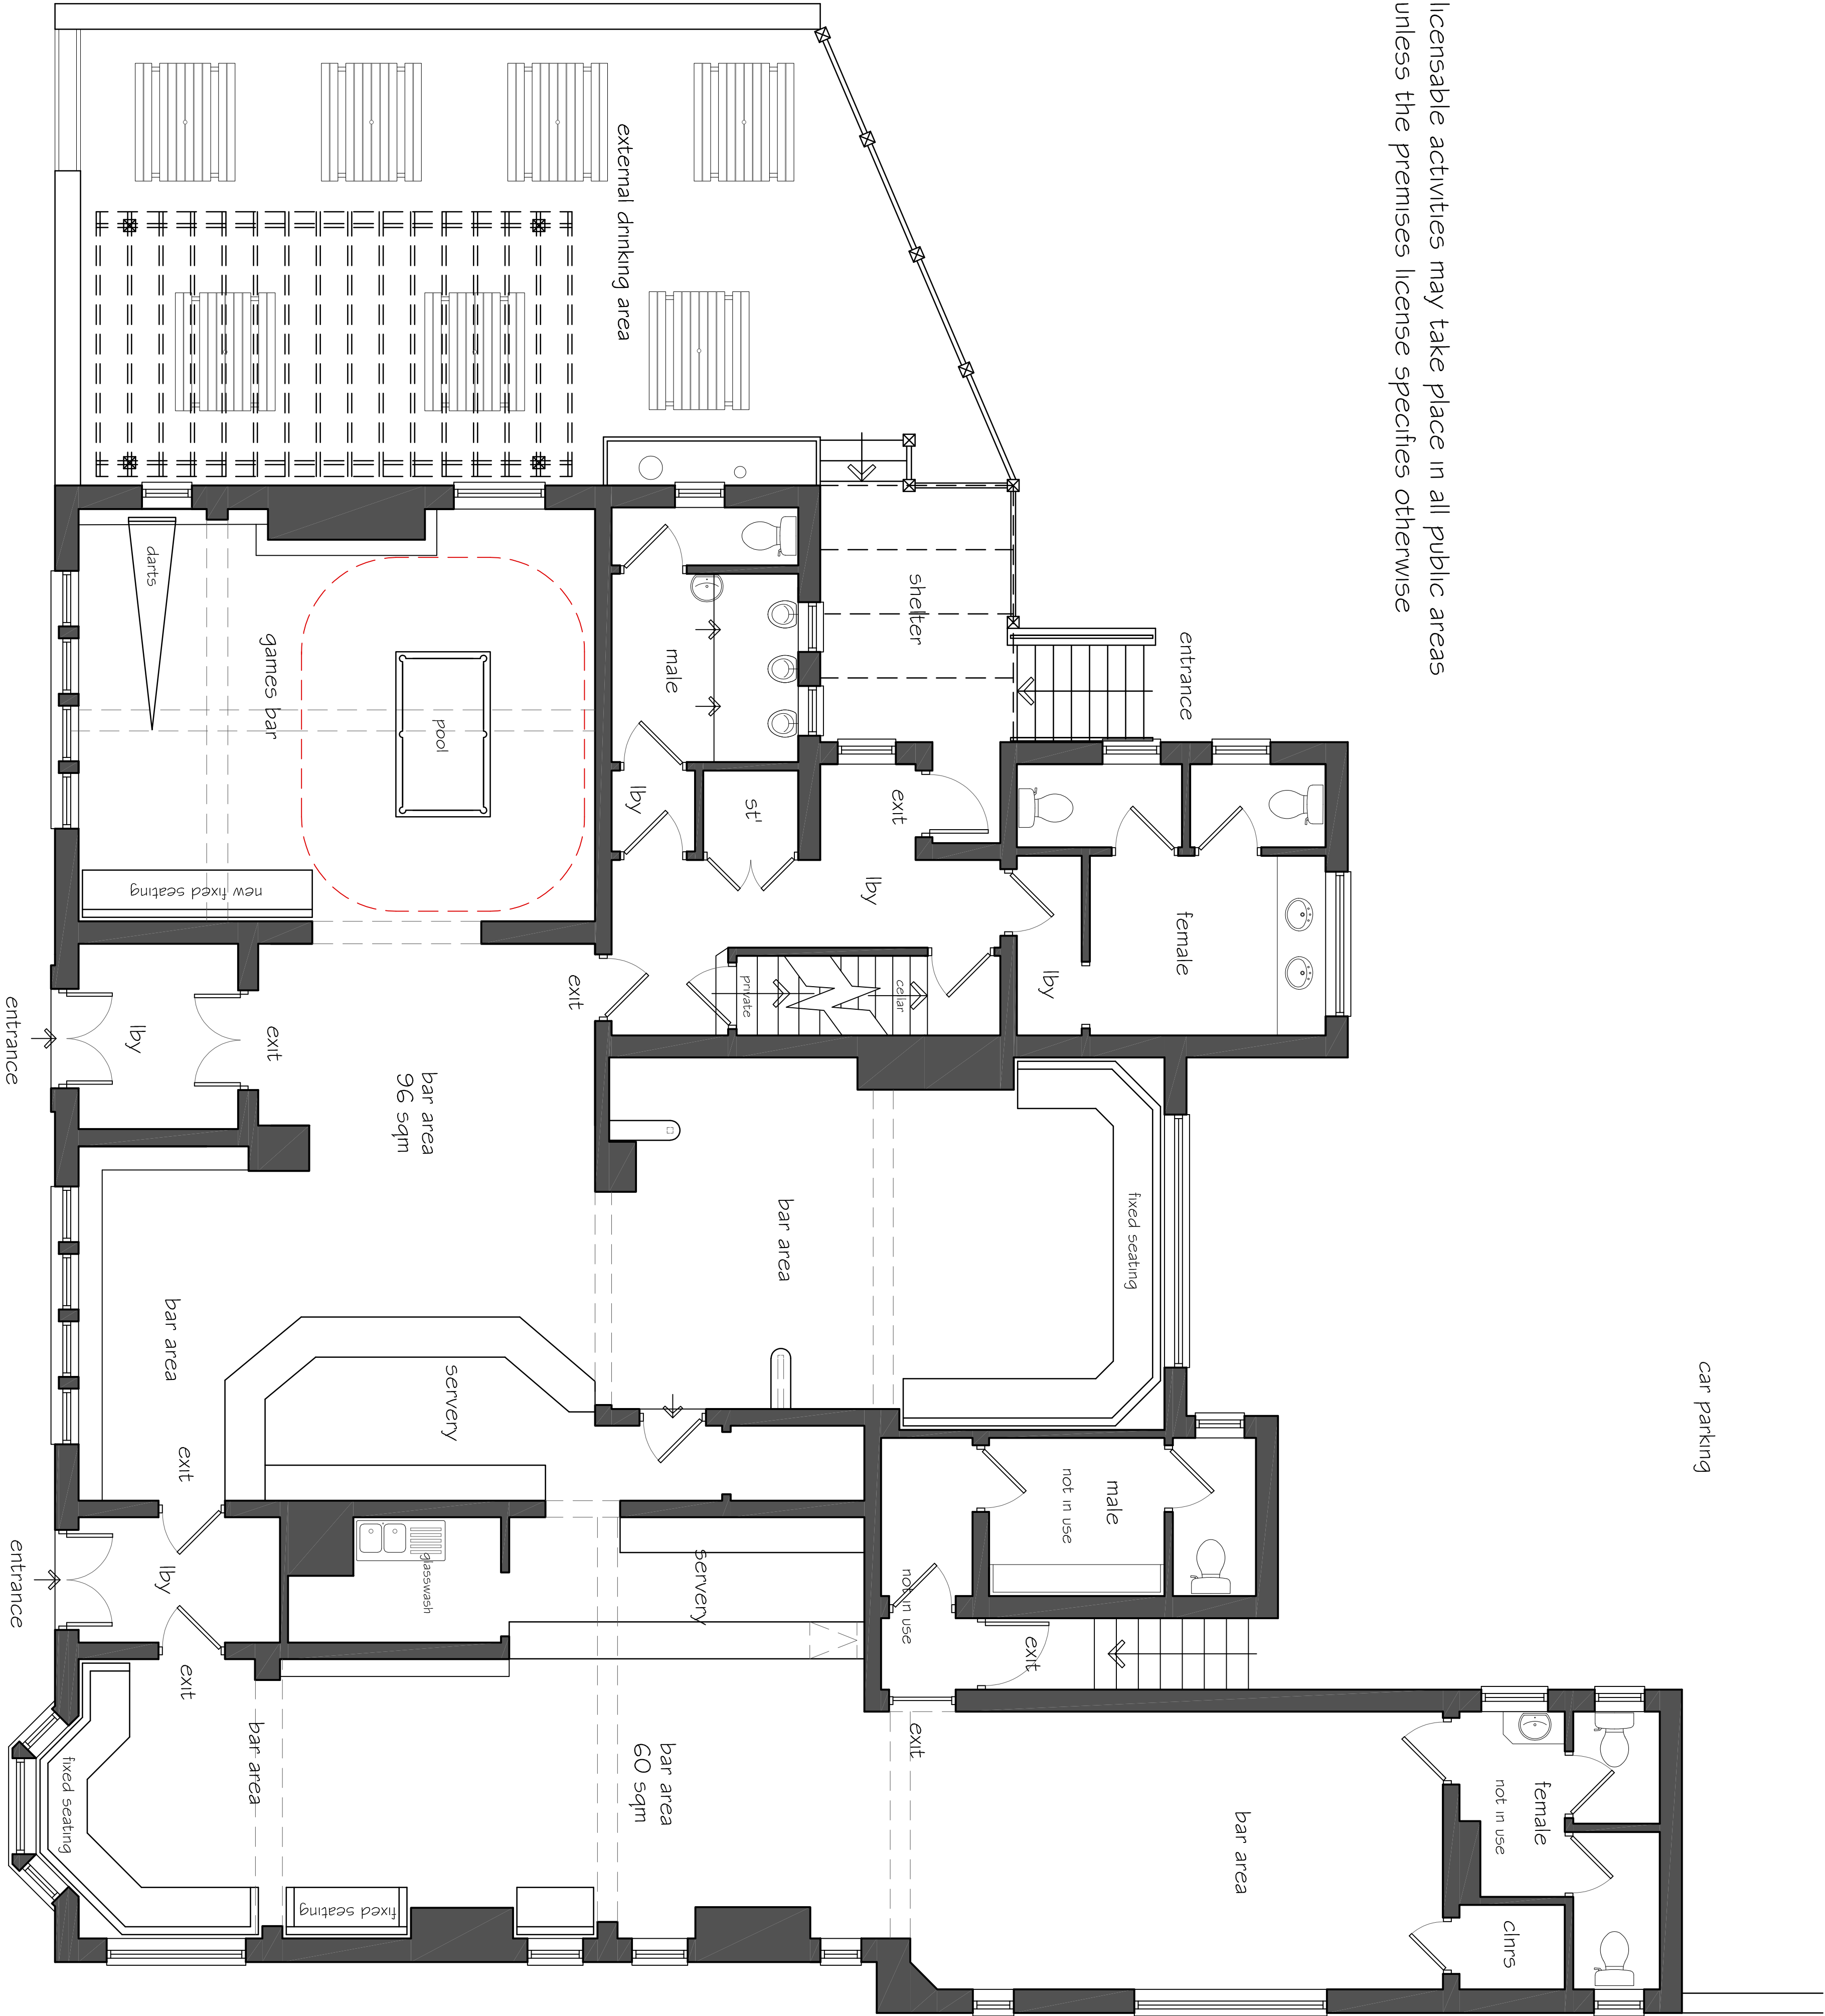 licensable activities may take place in all public areas
unless the premises license specifies otherwise
car parking
entrance
external drinking area
shelter
exit
female
male
lby
st'
lby
lby
private
cellar
darts
games bar
pool
new fixed seating
exit
lby
exit
entrance
bar area
96 sqm
bar area
fixed seating
bar area
servery
exit
lby
entrance
glasswash
servery
male
not in use
not in use
exit
exit
exit
bar area
fixed seating
fixed seating
bar area
60 sqm
bar area
female
not in use
clnrs